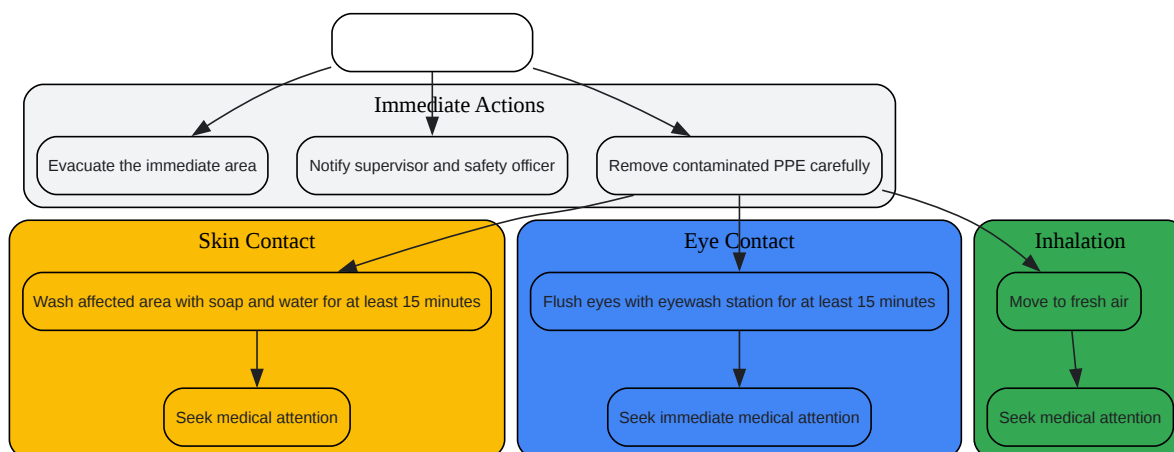 Immediate Actions
Evacuate the immediate area
Notify supervisor and safety officer
Remove contaminated PPE carefully
Skin Contact
Eye Contact
Inhalation
Wash affected area with soap and water for at least 15 minutes
Flush eyes with eyewash station for at least 15 minutes
Move to fresh air
Seek medical attention
Seek immediate medical attention
Seek medical attention